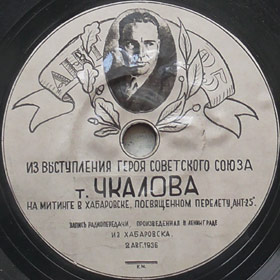 АНТ 25
ИЗ ВЫСТУПЛЕНИЯ ГЕРОЯ СОВЕТСКОГО СОЮЗА
т. ЧКАЛОВА
НА МИТИНГЕ В ХАБАРОВСКЕ, ПОСВЯЩЕННОМ ПЕРЕЛЕТУ „АНТ-25"
ЗАПИСЬ РАДИОПЕРЕДАЧИ, ПРОИЗВЕДЕННАЯ В ЛЕНИНГРАДЕ
ИЗ ХАБАРОВСКА
2 АВГ. 1936